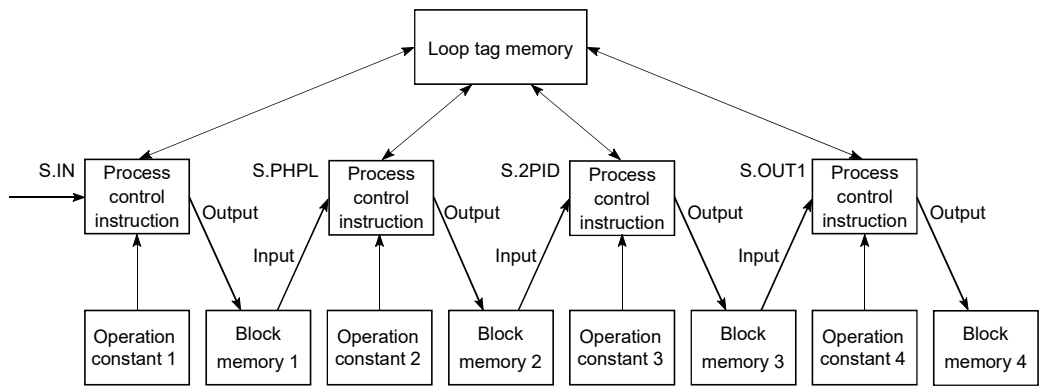 Loop tag memory
S.IN
Process
control
instruction
S.PHPL
Process
control
instruction
S.2PID
Process
control
instruction
S.OUT1
Process
control
instruction
Output
Input
Output
Input
Output
Input
Output
Operation
constant 1
Block
memory 1
Operation
constant 2
Block
memory 2
Operation
constant 3
Block
memory 3
Operation
constant 4
Block
memory 4